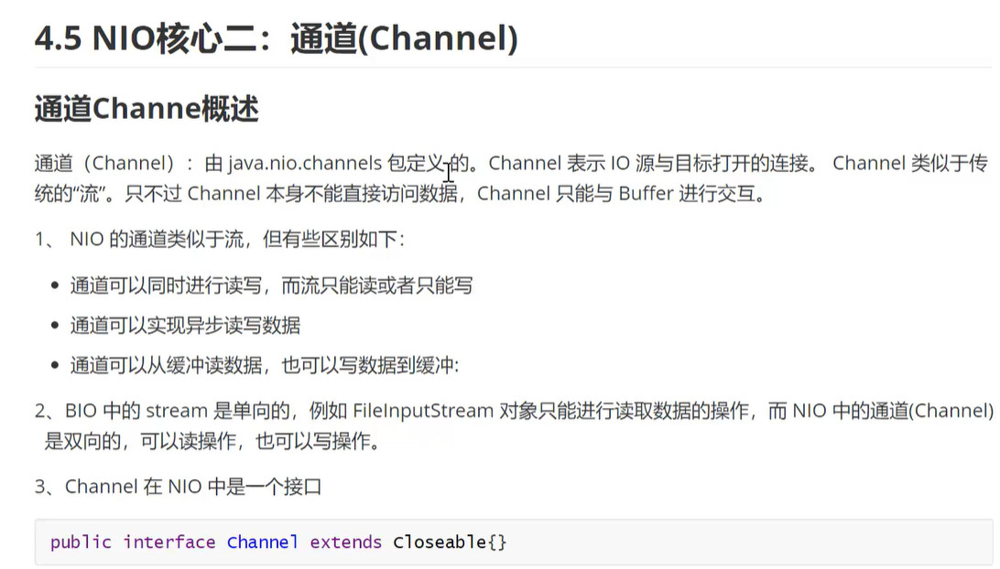 4.5 NIO核心二：通道(Channel)
通道Channe概述
通道（Channel）：由 java.nio.channels 包定义的。Channel 表示 IO 源与目标打开的连接。 Channel 类似于传
统的“流”。只不过 Channel 本身不能直接访问数据，Channel 只能与 Buffer 进行交互。
1、 NIO 的通道类似于流，但有些区别如下：
• 通道可以同时进行读写，而流只能读或者只能写
• 通道可以实现异步读写数据
• 通道可以从缓冲读数据，也可以写数据到缓冲:
2、BIO 中的 stream 是单向的，例如 FileInputStream 对象只能进行读取数据的操作，而 NIO 中的通道(Channel)
是双向的，可以读操作，也可以写操作。
3、Channel 在 NIO 中是一个接口
public interface Channel extends Closeable{}